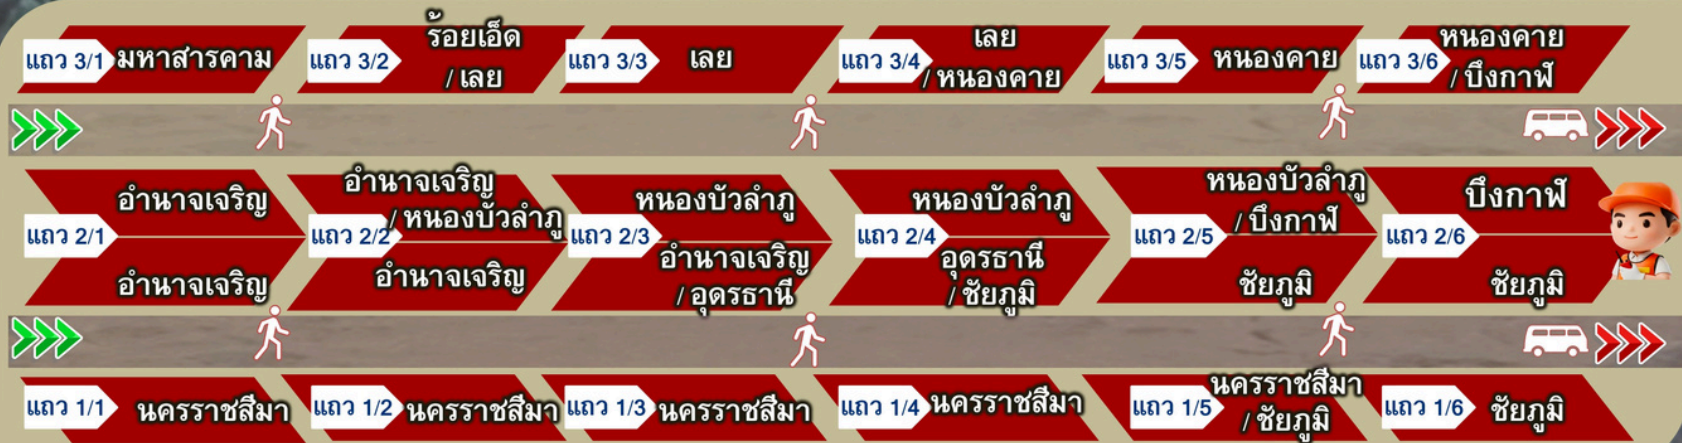 แถว 3/1 มหาสารคาม
แถว 3/2 ร้อยเอ็ด
/ เลย
แถว 3/3 เลย
แถว 3/4 เลย
/ หนองคาย
แถว 3/5 หนองคาย
แถว 3/6 หนองคาย
/ บึงกาฬ
แถว 2/1 อำนาจเจริญ
อำนาจเจริญ
แถว 2/2 อำนาจเจริญ
/ หนองบัวลำภู
อำนาจเจริญ
แถว 2/3 หนองบัวลำภู
อำนาจเจริญ
/ อุดรธานี
แถว 2/4 หนองบัวลำภู
อุดรธานี
/ ชัยภูมิ
แถว 2/5 หนองบัวลำภู
/ บึงกาฬ
ชัยภูมิ
แถว 2/6 บึงกาฬ
ชัยภูมิ
แถว 1/1 นครราชสีมา
แถว 1/2 นครราชสีมา
แถว 1/3 นครราชสีมา
แถว 1/4 นครราชสีมา
แถว 1/5 นครราชสีมา
/ ชัยภูมิ
แถว 1/6 ชัยภูมิ